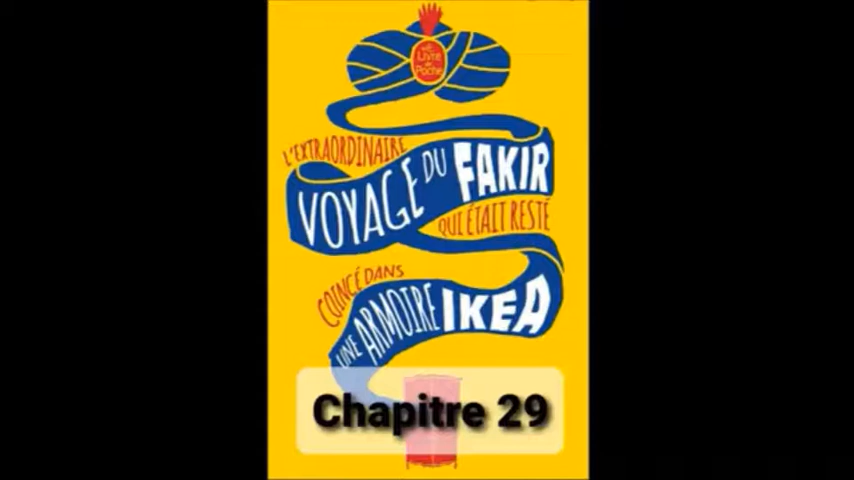 Le
Livre
de
Poche
L'EXTRAORDINAIRE
VOYAGE DU FAKIR
QUI ÉTAIT RESTÉ
COINCÉ DANS
UNE ARMOIRE IKEA
Chapitre 29